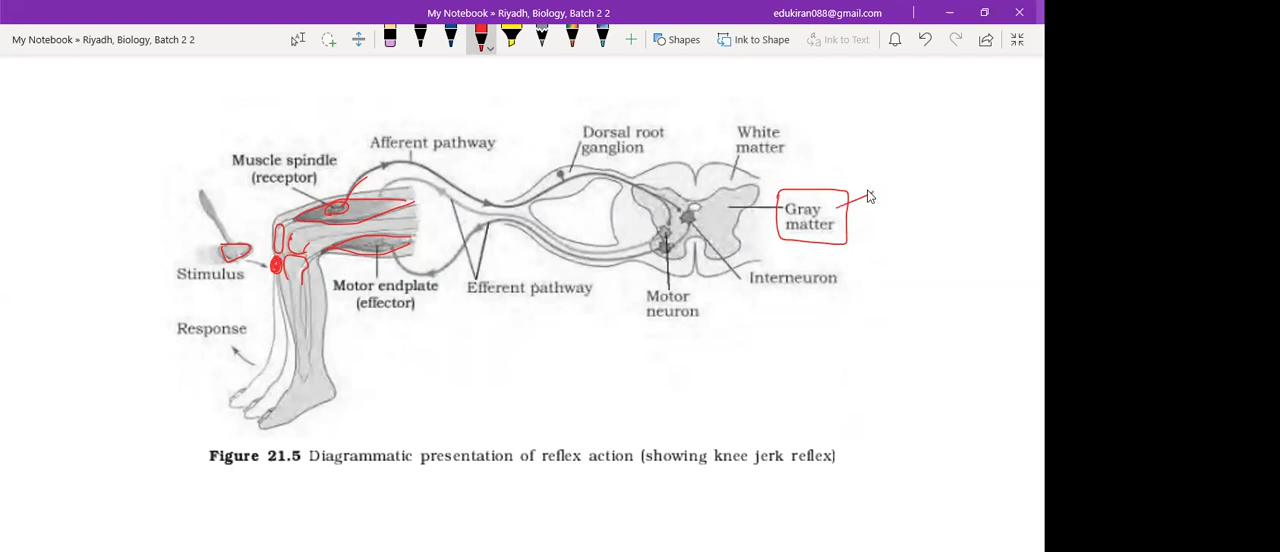 My Notebook » Riyadh, Biology, Batch 2 2
edukiran088@gmail.com
My Notebook » Riyadh, Biology, Batch 2 2
Shapes
Ink to Shape
Ink to Text
Afferent pathway
Dorsal root
ganglion
White
matter
Muscle spindle
(receptor)
Gray
matter
Stimulus
Motor endplate
(effector)
Efferent pathway
Interneuron
Motor
neuron
Response
Figure 21.5 Diagrammatic presentation of reflex action (showing knee jerk reflex)